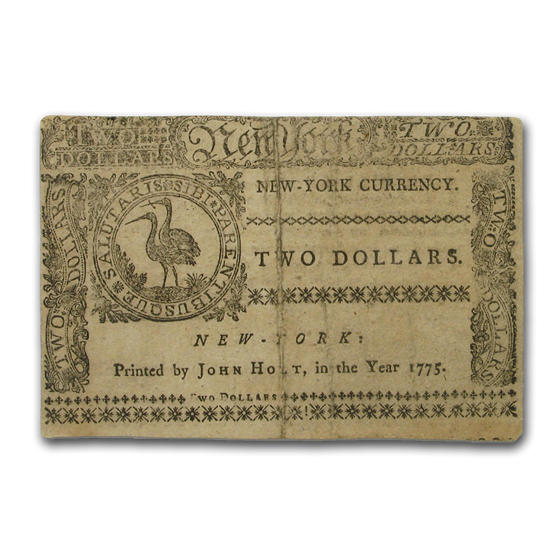 TWO DOLLARS
New York
TWO DOLLARS
TWO DOLLARS
SALUTARIS SIBI PARENTIBUSQUE
NEW-YORK CURRENCY.
TWO DOLLARS.
TWO DOLLARS
NEW-YORK:
Printed by JOHN HOLT, in the Year 1775.
TWO DOLLARS